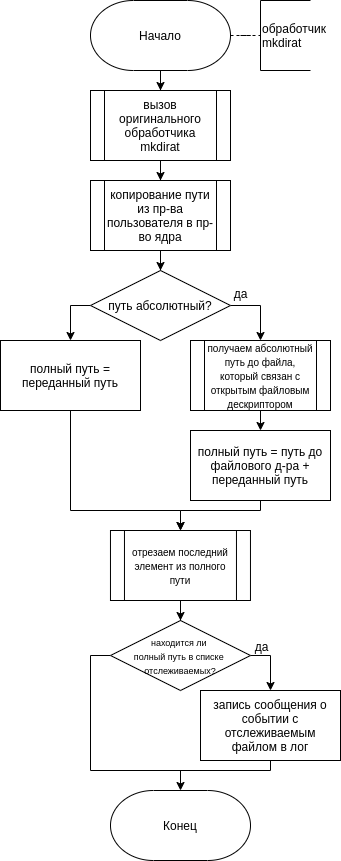 Начало
обработчик
mkdirat
вызов
оригинального
обработчика
mkdirat
копирование пути
из пр-ва
пользователя в пр-
во ядра
путь абсолютный?
да
полный путь =
переданный путь
получаем абсолютный
путь до файла,
который связан с
открытым файловым
дескриптором
полный путь = путь до
файлового д-ра +
переданный путь
отрезаем последний
элемент из полного
пути
находится ли
полный путь в списке
отслеживаемых?
да
запись сообщения о
событии с
отслеживаемым
файлом в лог
Конец